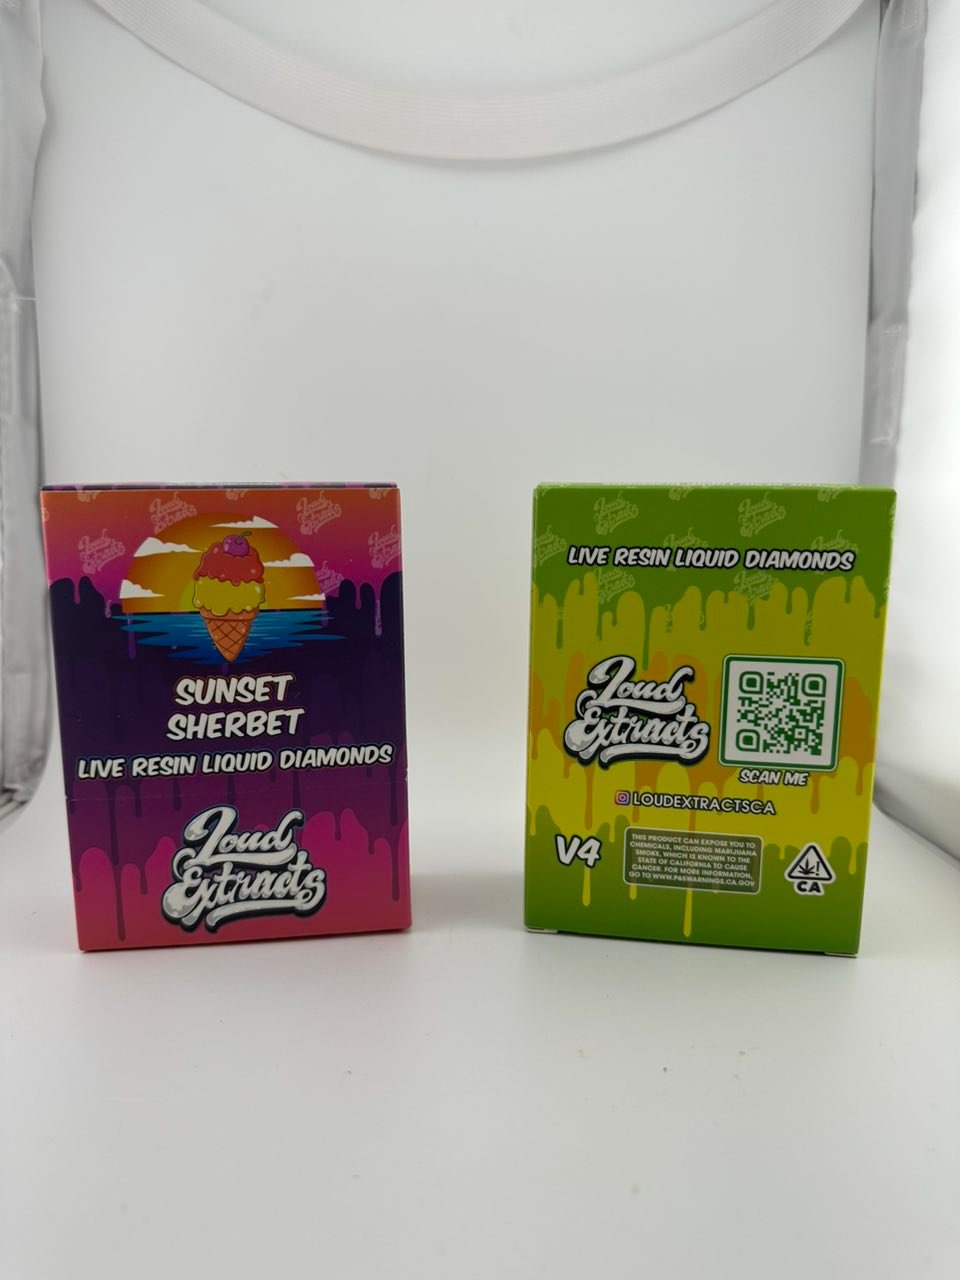 SUNSET
SHERBET
LIVE RESIN LIQUID DIAMONDS
Loud
Extracts
LIVE RESIN LIQUID DIAMONDS
Loud
Extracts
SCAN ME
LOUDEXTRACTSCA
V4
THIS PRODUCT CAN EXPOSE YOU TO
CHEMICALS, INCLUDING MARIJUANA
SMOKE, WHICH IS KNOWN TO THE
STATE OF CALIFORNIA TO CAUSE
CANCER. FOR MORE INFORMATION,
GO TO WWW.P65WARNINGS.CA.GOV
CA